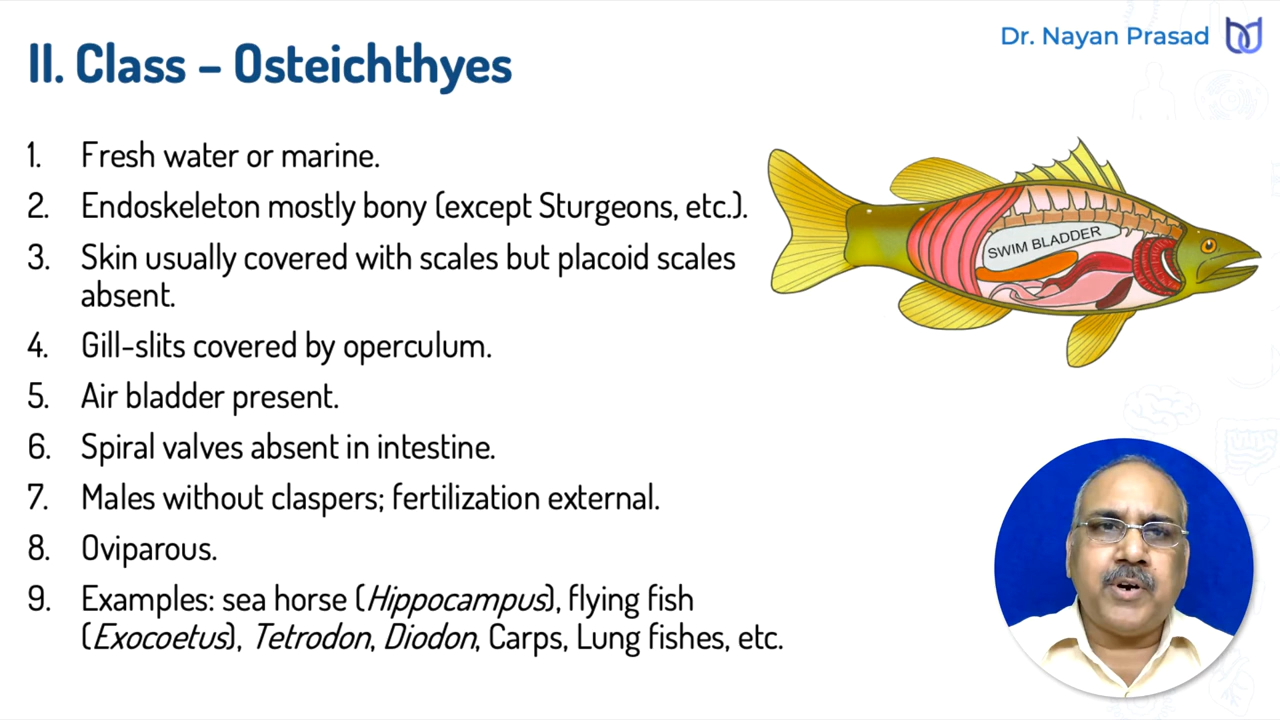 Dr. Nayan Prasad
II. Class – Osteichthyes
1. Fresh water or marine.
2. Endoskeleton mostly bony (except Sturgeons, etc.).
3. Skin usually covered with scales but placoid scales
absent.
4. Gill-slits covered by operculum.
5. Air bladder present.
6. Spiral valves absent in intestine.
7. Males without claspers; fertilization external.
8. Oviparous.
9. Examples: sea horse (Hippocampus), flying fish
(Exocoetus), Tetrodon, Diodon, Carps, Lung fishes, etc.
SWIM BLADDER